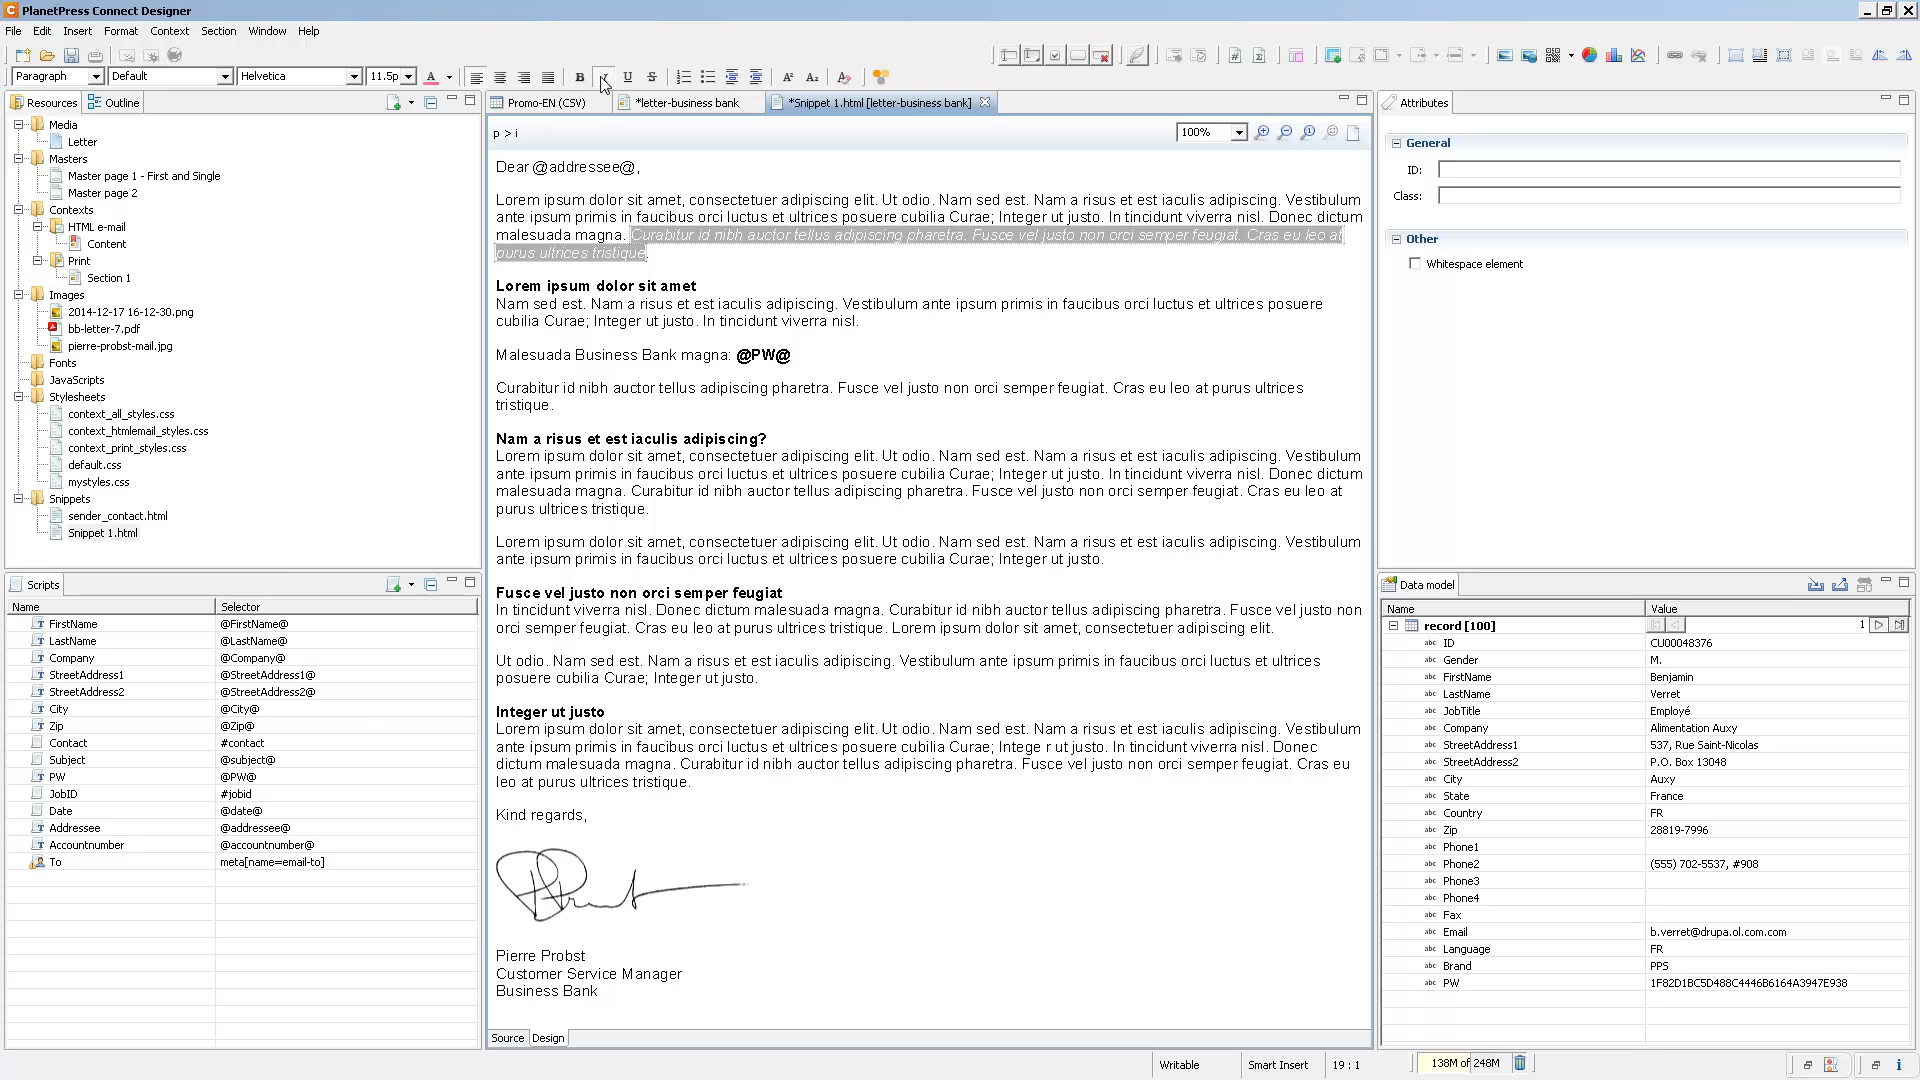 PlanetPress Connect Designer
File Edit Insert Format Context Section Window Help
Paragraph Default Helvetica 11.5p
Resources Outline
Media
Letter
Masters
Master page 1 - First and Single
Master page 2
Contexts
HTML e-mail
Content
Print
Section 1
Images
2014-12-17 16-12-30.png
bb-letter-7.pdf
pierre-probst-mail.jpg
Fonts
JavaScripts
Stylesheets
context_all_styles.css
context_htmlemail_styles.css
context_print_styles.css
default.css
mystyles.css
Snippets
sender_contact.html
Snippet 1.html
Scripts
Name Selector
FirstName @FirstName@
LastName @LastName@
Company @Company@
StreetAddress1 @StreetAddress1@
StreetAddress2 @StreetAddress2@
City @City@
Zip @Zip@
Contact #contact
Subject @subject@
PW @PW@
JobID #jobid
Date @date@
Addressee @addressee@
Accountnumber @accountnumber@
To meta[name=email-to]
Promo-EN (CSV) *letter-business bank *Snippet 1.html [letter-business bank]
p > i 100%
Dear @addressee@,
Lorem ipsum dolor sit amet, consectetuer adipiscing elit. Ut odio. Nam sed est. Nam a risus et est iaculis adipiscing. Vestibulum
ante ipsum primis in faucibus orci luctus et ultrices posuere cubilia Curae; Integer ut justo. In tincidunt viverra nisl. Donec dictum
malesuada magna. Curabitur id nibh auctor tellus adipiscing pharetra. Fusce vel justo non orci semper feugiat. Cras eu leo at
purus ultrices tristique.
Lorem ipsum dolor sit amet
Nam sed est. Nam a risus et est iaculis adipiscing. Vestibulum ante ipsum primis in faucibus orci luctus et ultrices posuere
cubilia Curae; Integer ut justo. In tincidunt viverra nisl.
Malesuada Business Bank magna: @PW@
Curabitur id nibh auctor tellus adipiscing pharetra. Fusce vel justo non orci semper feugiat. Cras eu leo at purus ultrices
tristique.
Nam a risus et est iaculis adipiscing?
Lorem ipsum dolor sit amet, consectetuer adipiscing elit. Ut odio. Nam sed est. Nam a risus et est iaculis adipiscing. Vestibulum
ante ipsum primis in faucibus orci luctus et ultrices posuere cubilia Curae; Integer ut justo. In tincidunt viverra nisl. Donec dictum
malesuada magna. Curabitur id nibh auctor tellus adipiscing pharetra. Fusce vel justo non orci semper feugiat. Cras eu leo at
purus ultrices tristique.
Lorem ipsum dolor sit amet, consectetuer adipiscing elit. Ut odio. Nam sed est. Nam a risus et est iaculis adipiscing. Vestibulum
ante ipsum primis in faucibus orci luctus et ultrices posuere cubilia Curae; Integer ut justo.
Fusce vel justo non orci semper feugiat
In tincidunt viverra nisl. Donec dictum malesuada magna. Curabitur id nibh auctor tellus adipiscing pharetra. Fusce vel justo non
orci semper feugiat. Cras eu leo at purus ultrices tristique. Lorem ipsum dolor sit amet, consectetuer adipiscing elit.
Ut odio. Nam sed est. Nam a risus et est iaculis adipiscing. Vestibulum ante ipsum primis in faucibus orci luctus et ultrices
posuere cubilia Curae; Integer ut justo.
Integer ut justo
Lorem ipsum dolor sit amet, consectetuer adipiscing elit. Ut odio. Nam sed est. Nam a risus et est iaculis adipiscing. Vestibulum
ante ipsum primis in faucibus orci luctus et ultrices posuere cubilia Curae; Intege r ut justo. In tincidunt viverra nisl. Donec
dictum malesuada magna. Curabitur id nibh auctor tellus adipiscing pharetra. Fusce vel justo non orci semper feugiat. Cras eu
leo at purus ultrices tristique.
Kind regards,
Pierre Probst
Customer Service Manager
Business Bank
Source Design
Attributes
General
ID:
Class:
Other
Whitespace element
Data model
Name Value
record [100] 1
ID CU00048376
Gender M.
FirstName Benjamin
LastName Verret
JobTitle Employé
Company Alimentation Auxy
StreetAddress1 537, Rue Saint-Nicolas
StreetAddress2 P.O. Box 13048
City Auxy
State France
Country FR
Zip 28819-7996
Phone1
Phone2 (555) 702-5537, #908
Phone3
Phone4
Fax
Email b.verret@drupa.ol.com.com
Language FR
Brand PPS
PW 1F82D1BC5D488C4446B6164A3947E938
Writable Smart Insert 19 : 1 138M of 248M